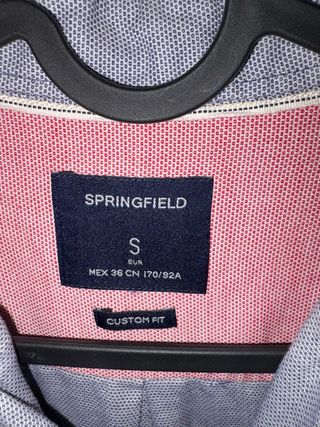 SPRINGFIELD
S
EUR
MEX 36 CN 170/92A
CUSTOM FIT